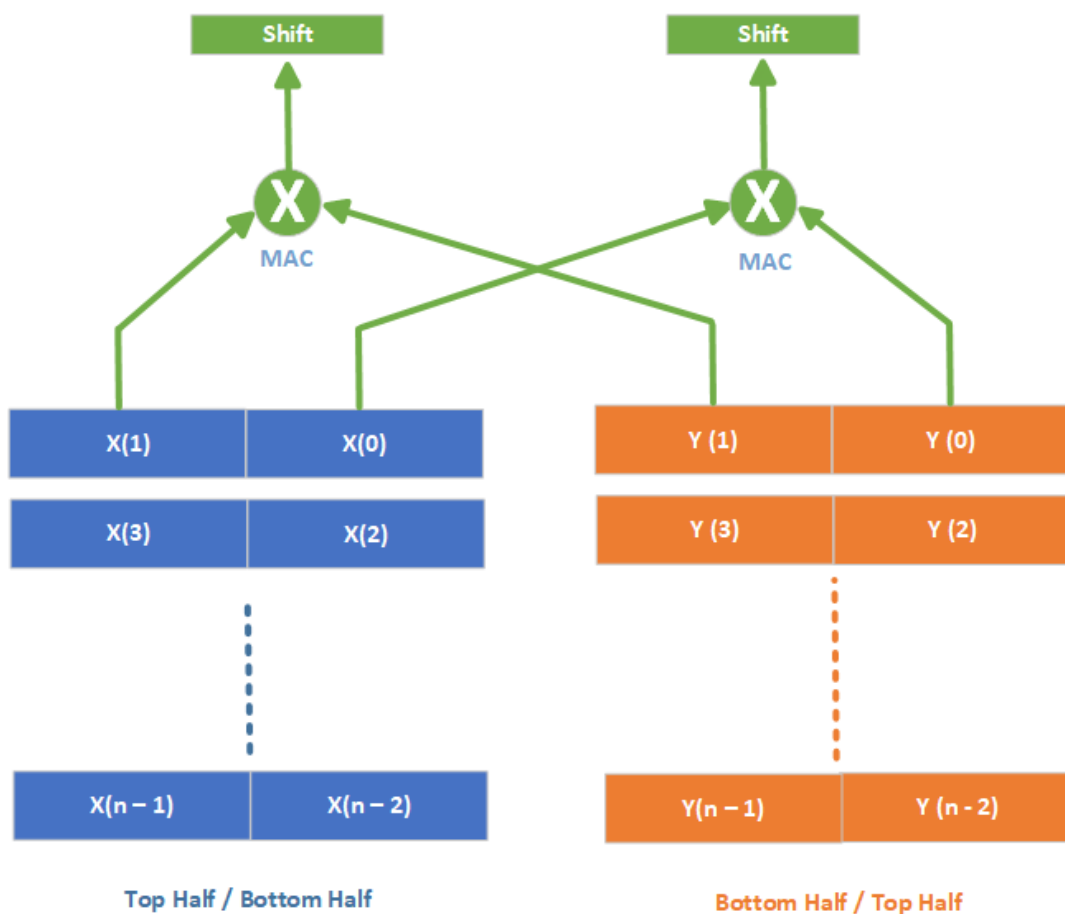 Shift
Shift
X
X
MAC
MAC
X(1)
X(0)
Y (1)
Y (0)
X(3)
X(2)
Y (3)
Y (2)
X(n – 1)
X(n – 2)
Y(n – 1)
Y (n - 2)
Top Half / Bottom Half
Bottom Half / Top Half